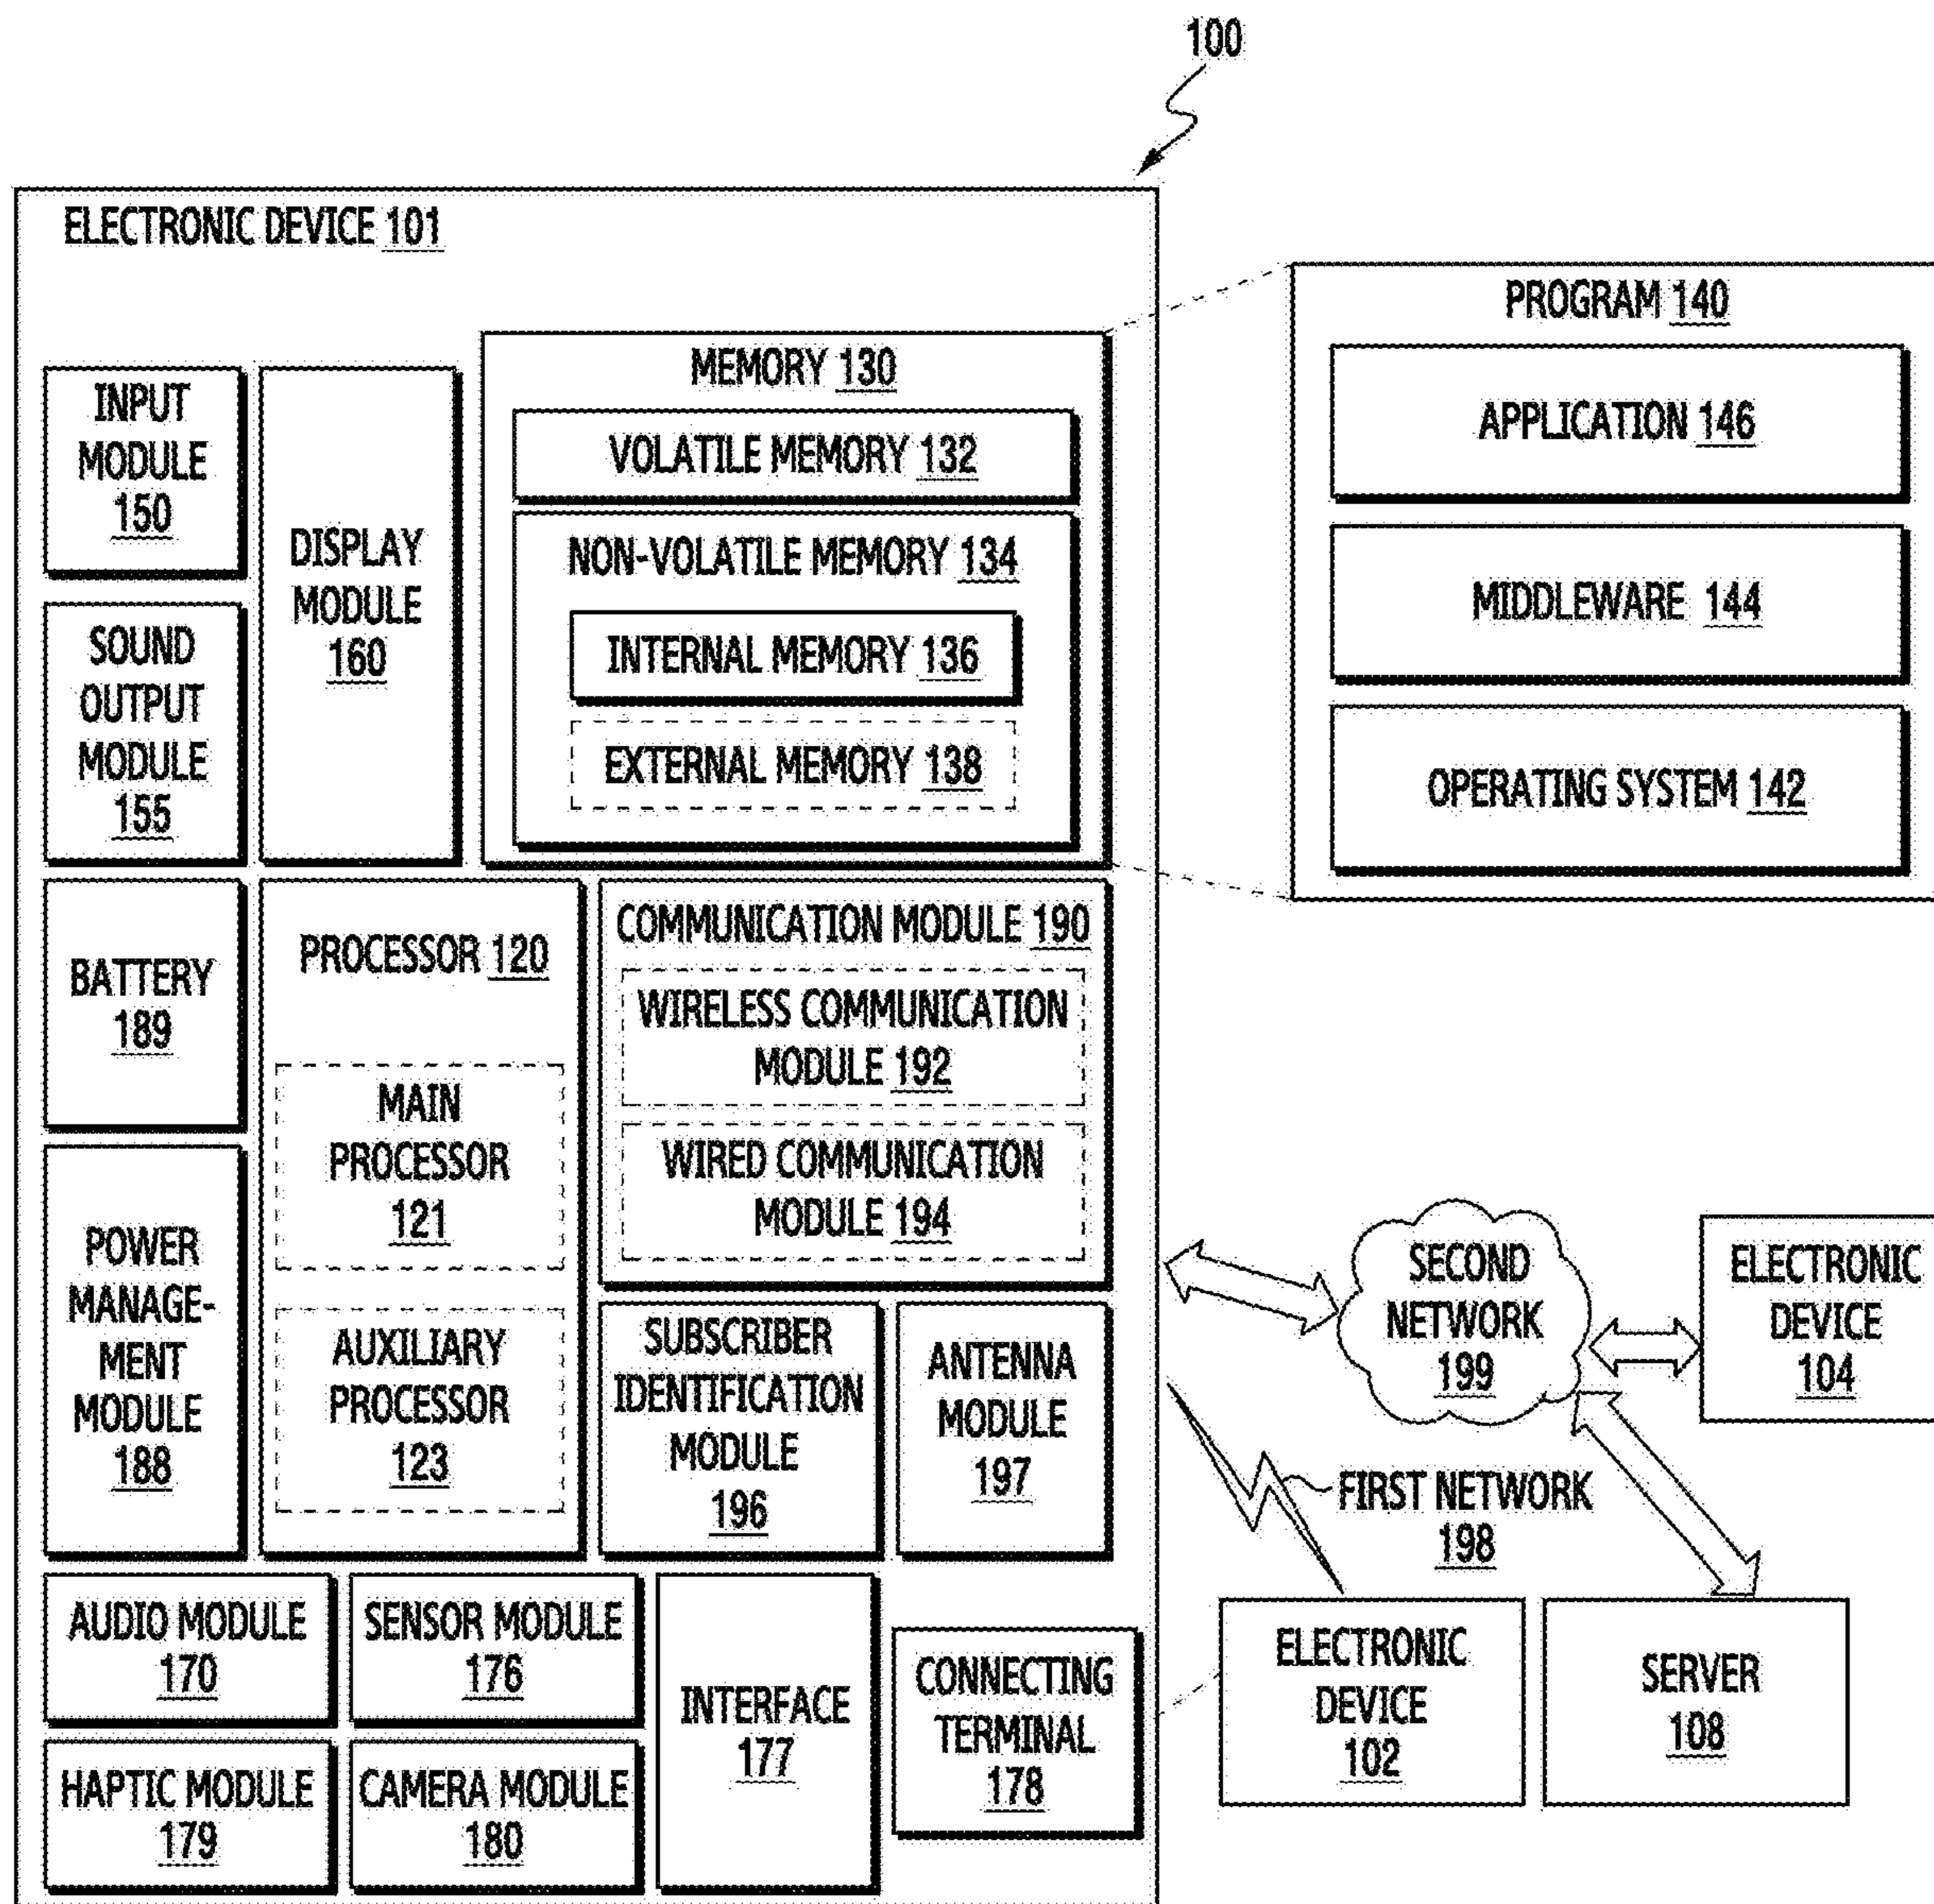 100
ELECTRONIC DEVICE 101
INPUT
MODULE
150
SOUND
OUTPUT
MODULE
155
DISPLAY
MODULE
160
MEMORY 130
VOLATILE MEMORY 132
NON-VOLATILE MEMORY 134
INTERNAL MEMORY 136
EXTERNAL MEMORY 138
PROGRAM 140
APPLICATION 146
MIDDLEWARE 144
OPERATING SYSTEM 142
BATTERY
189
POWER
MANAGE-
MENT
MODULE
188
PROCESSOR 120
MAIN
PROCESSOR
121
AUXILIARY
PROCESSOR
123
COMMUNICATION MODULE 190
WIRELESS COMMUNICATION
MODULE 192
WIRED COMMUNICATION
MODULE 194
SUBSCRIBER
IDENTIFICATION
MODULE
196
ANTENNA
MODULE
197
SECOND
NETWORK
199
ELECTRONIC
DEVICE
104
FIRST NETWORK
198
AUDIO MODULE
170
SENSOR MODULE
176
HAPTIC MODULE
179
CAMERA MODULE
180
INTERFACE
177
CONNECTING
TERMINAL
178
ELECTRONIC
DEVICE
102
SERVER
108